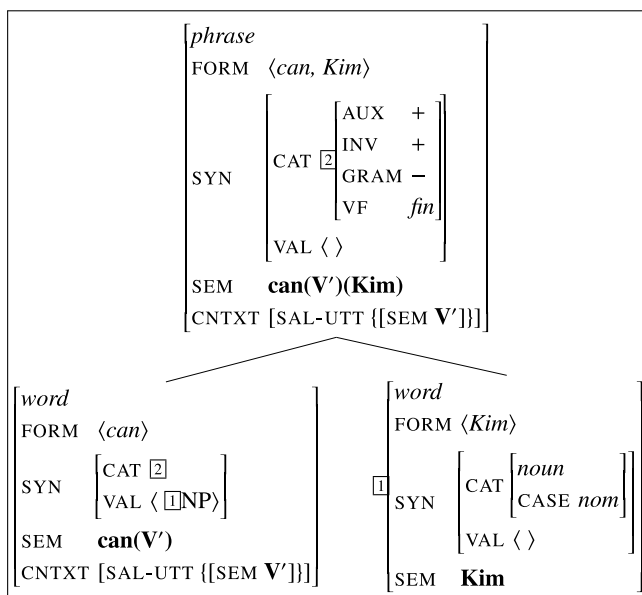 phrase
FORM ⟨can, Kim⟩
AUX +
INV +
CAT 2 GRAM −
VF fin
SYN
VAL ⟨ ⟩
SEM can(V′)(Kim)
CNTXT [SAL-UTT {[SEM V′]}]
word
FORM ⟨can⟩
CAT 2
SYN
VAL ⟨ 1 NP⟩
SEM can(V′)
CNTXT [SAL-UTT {[SEM V′]}]
1
word
FORM ⟨Kim⟩
noun
SYN CAT
CASE nom
VAL ⟨ ⟩
SEM Kim